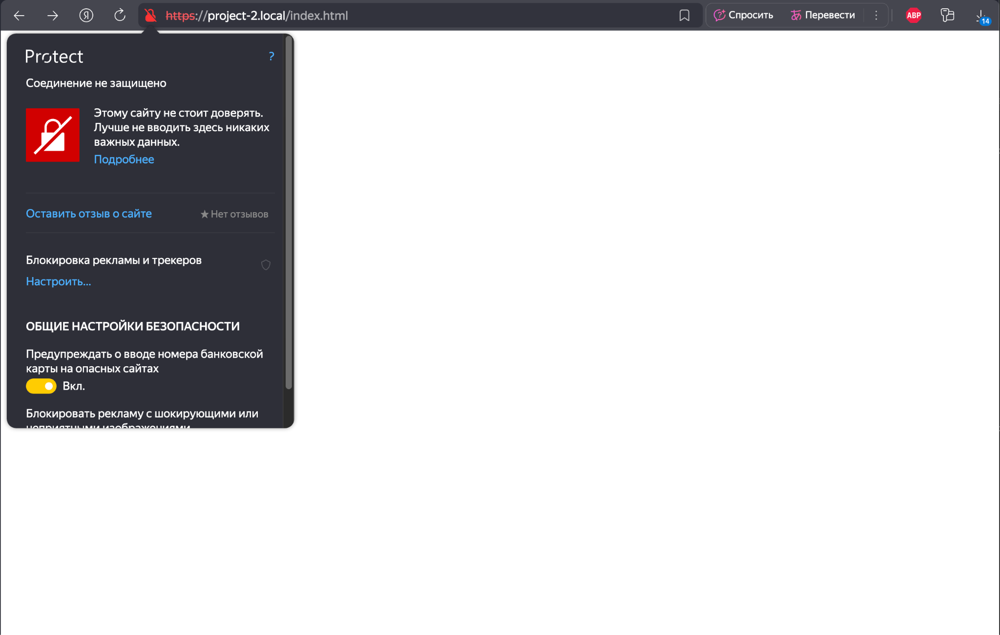 https://project-2.local/index.html
Спросить
Перевести
ABP
14
Protect
?
Соединение не защищено
Этому сайту не стоит доверять.
Лучше не вводить здесь никаких
важных данных.
Подробнее
Оставить отзыв о сайте
★ Нет отзывов
Блокировка рекламы и трекеров
Настроить...
ОБЩИЕ НАСТРОЙКИ БЕЗОПАСНОСТИ
Предупреждать о вводе номера банковской
карты на опасных сайтах
Вкл.
Блокировать рекламу с шокирующими или
неприятными изображениями